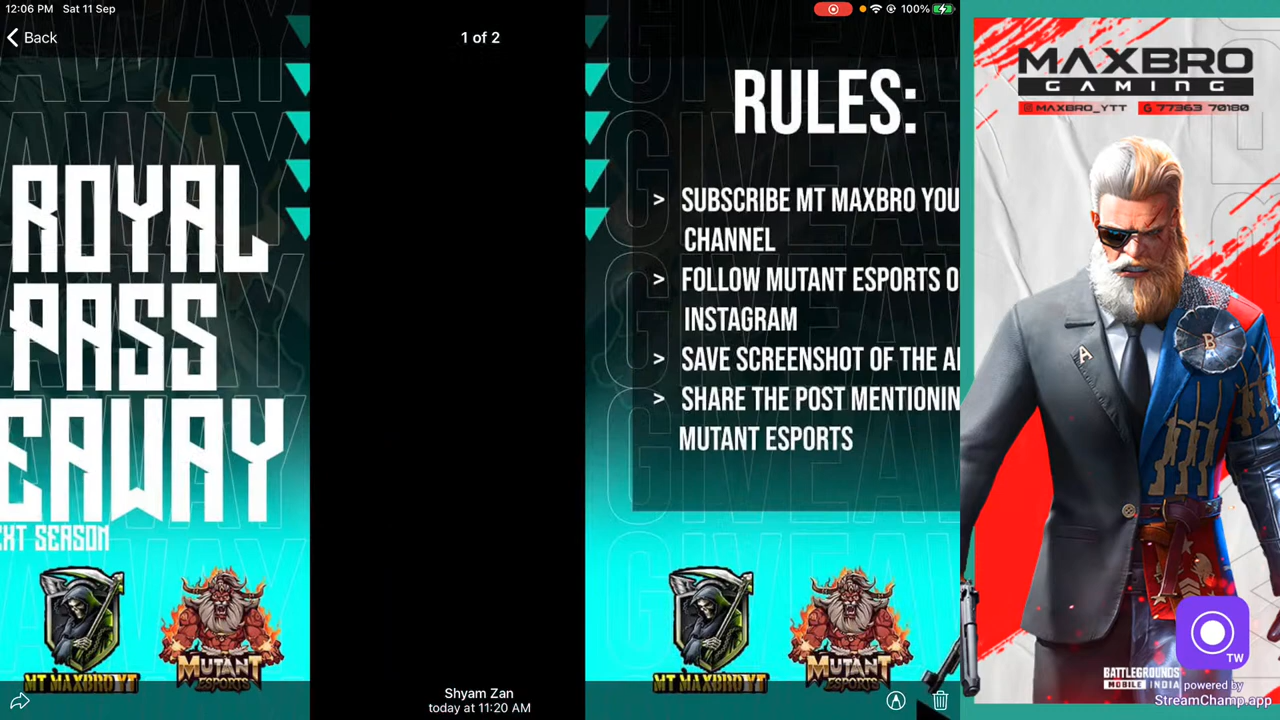 12:06 PM Sat 11 Sep
100%
Back
1 of 2
ROYAL
PASS
EAWAY
EXT SEASON
MT MAXBRO YT
MUTANT
ESPORTS
RULES:
> SUBSCRIBE MT MAXBRO YOU
CHANNEL
> FOLLOW MUTANT ESPORTS O
INSTAGRAM
> SAVE SCREENSHOT OF THE
> SHARE THE POST MENTIONIN
MUTANT ESPORTS
MT MAXBRO YT
MUTANT
ESPORTS
Shyam Zan
today at 11:20 AM
MAXBRO
GAMING
MAXBRO_YTT 77363 70180
A
B
TW
BATTLEGROUNDS
MOBILE INDIA
powered by
StreamChamp.app